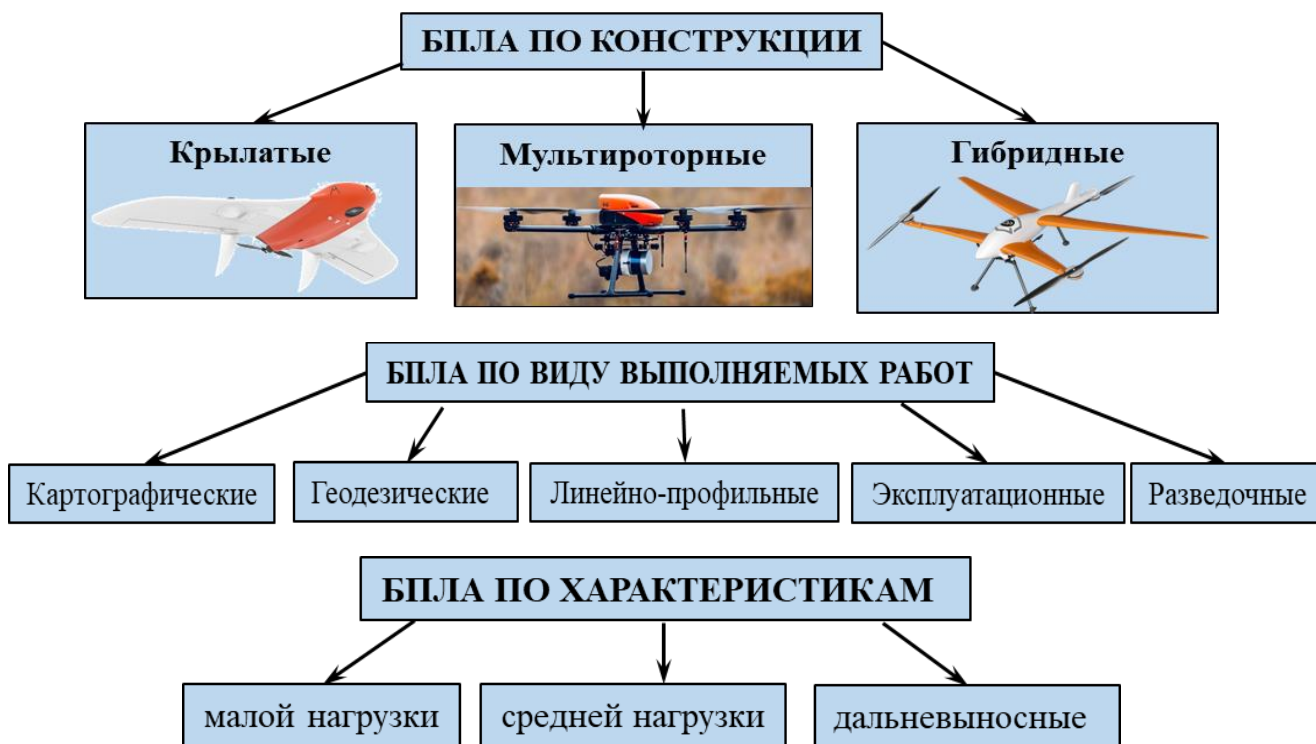 БПЛА ПО КОНСТРУКЦИИ
Крылатые
Мультироторные
Гибридные
БПЛА ПО ВИДУ ВЫПОЛНЯЕМЫХ РАБОТ
Картографические
Геодезические
Линейно-профильные
Эксплуатационные
Разведочные
БПЛА ПО ХАРАКТЕРИСТИКАМ
малой нагрузки
средней нагрузки
дальневыносные